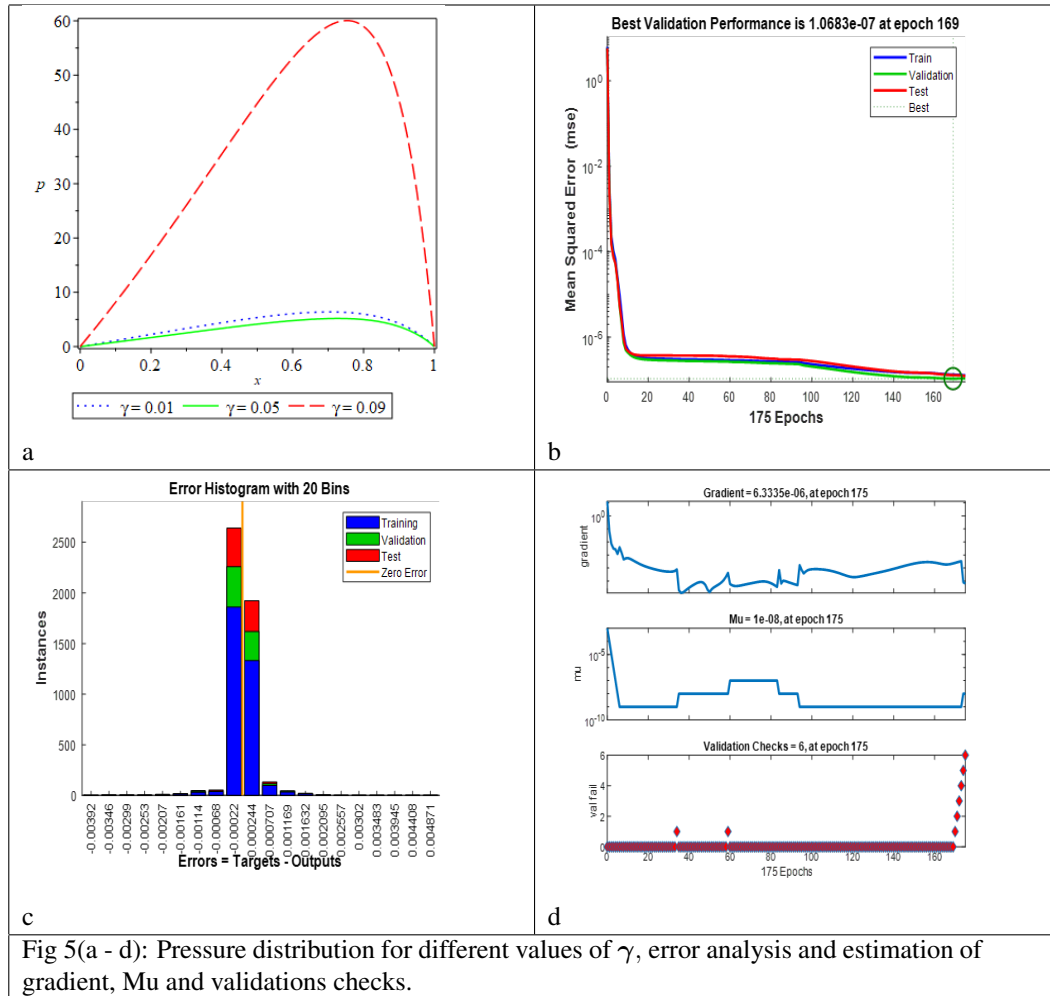 60
50
40
p 30
20
10
0
0 0.2 0.4 0.6 0.8 1
x
γ = 0.01 γ = 0.05 γ = 0.09
a
Best Validation Performance is 1.0683e-07 at epoch 169
Train
Validation
Test
Best
Mean Squared Error (mse)
10^0
10^-2
10^-4
10^-6
0 20 40 60 80 100 120 140 160
175 Epochs
b
Error Histogram with 20 Bins
Training
Validation
Test
Zero Error
Instances
2500
2000
1500
1000
500
0
-0.00392 -0.00346 -0.00299 -0.00253 -0.00207 -0.00161 -0.00114 -0.00068 -0.00022 0.000244 0.000707 0.001169 0.001632 0.002095 0.002557 0.00302 0.003483 0.003945 0.004408 0.004871
Errors = Targets - Outputs
c
Gradient = 6.3335e-06, at epoch 175
gradient
10^0
Mu = 1e-08, at epoch 175
mu
10^-5
10^-10
Validation Checks = 6, at epoch 175
val fail
6
4
2
0
0 20 40 60 80 100 120 140 160
175 Epochs
d
Fig 5(a - d): Pressure distribution for different values of γ, error analysis and estimation of
gradient, Mu and validations checks.